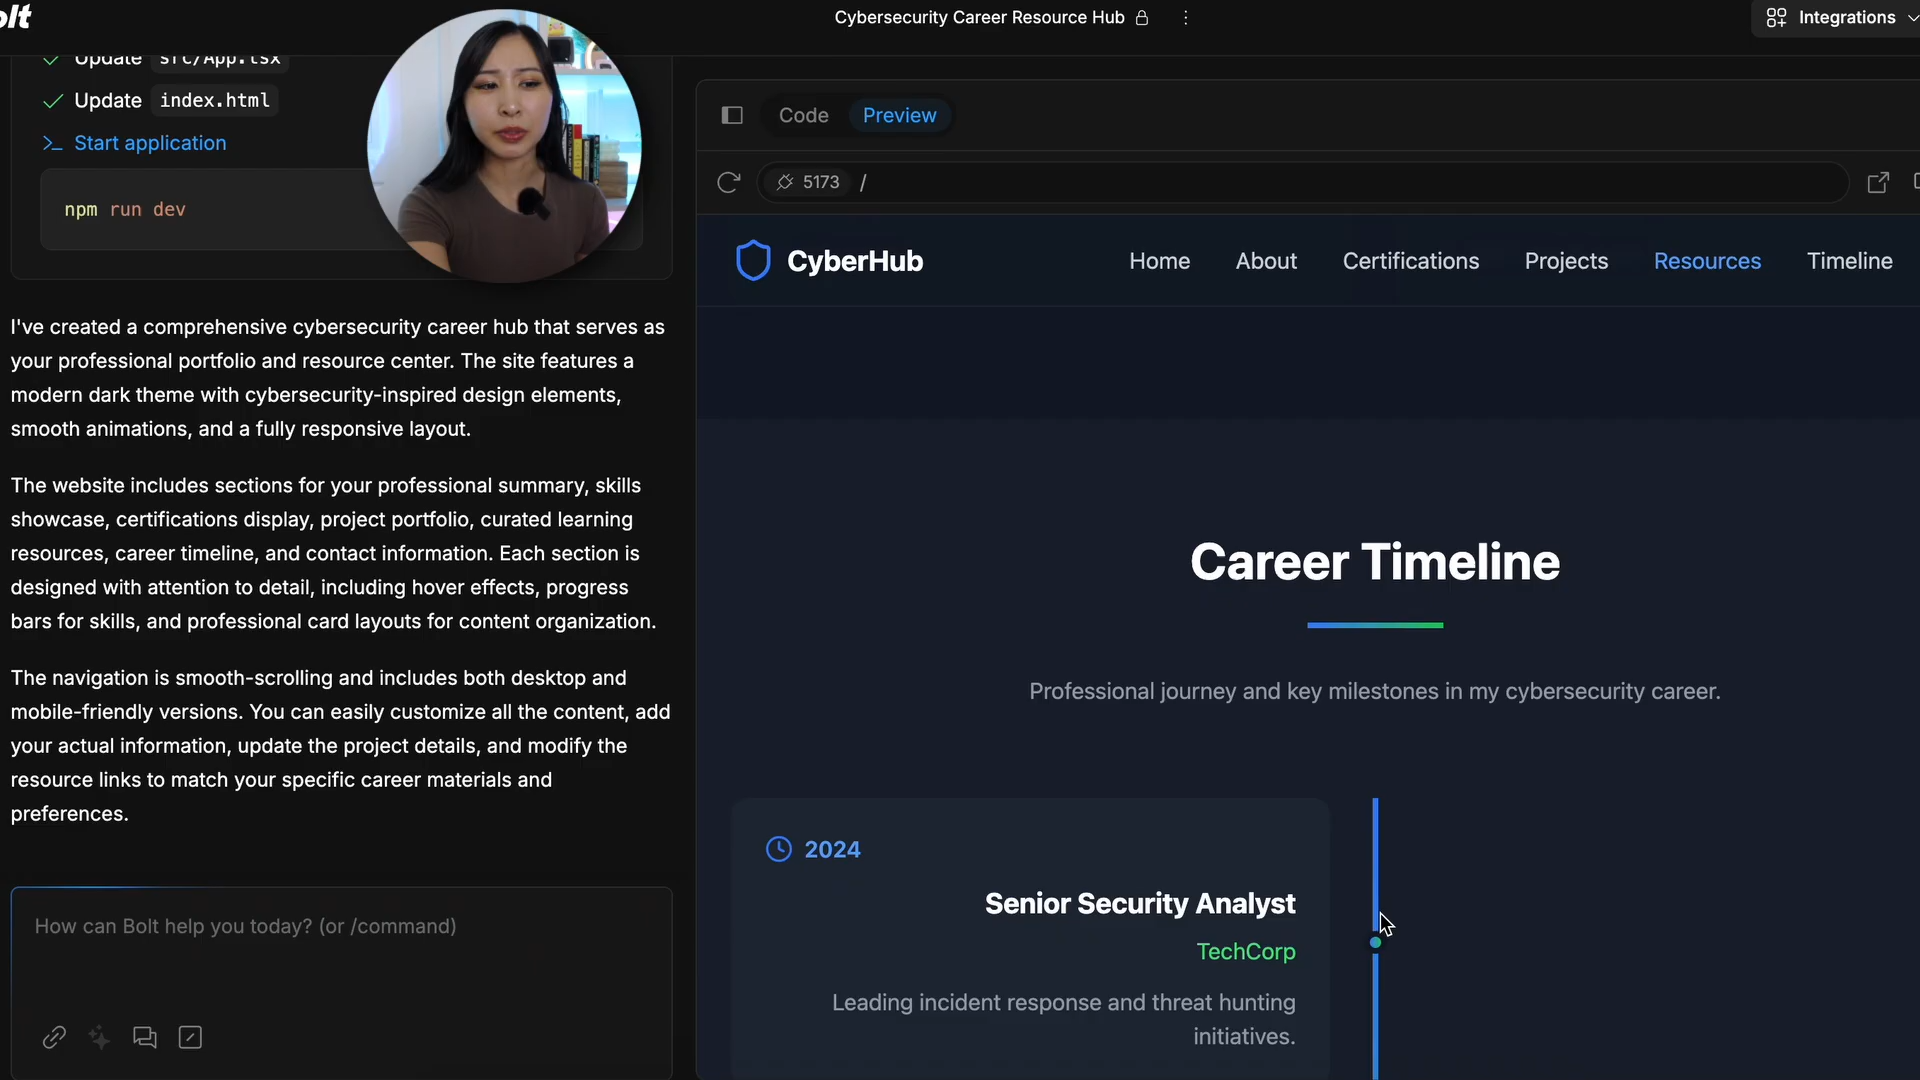 olt
Cybersecurity Career Resource Hub
Integrations
Update src/App.tsx
Update index.html
Start application
npm run dev
I've created a comprehensive cybersecurity career hub that serves as
your professional portfolio and resource center. The site features a
modern dark theme with cybersecurity-inspired design elements,
smooth animations, and a fully responsive layout.
The website includes sections for your professional summary, skills
showcase, certifications display, project portfolio, curated learning
resources, career timeline, and contact information. Each section is
designed with attention to detail, including hover effects, progress
bars for skills, and professional card layouts for content organization.
The navigation is smooth-scrolling and includes both desktop and
mobile-friendly versions. You can easily customize all the content, add
your actual information, update the project details, and modify the
resource links to match your specific career materials and
preferences.
How can Bolt help you today? (or /command)
Code Preview
5173 /
CyberHub Home About Certifications Projects Resources Timeline
Career Timeline
Professional journey and key milestones in my cybersecurity career.
2024
Senior Security Analyst
TechCorp
Leading incident response and threat hunting
initiatives.